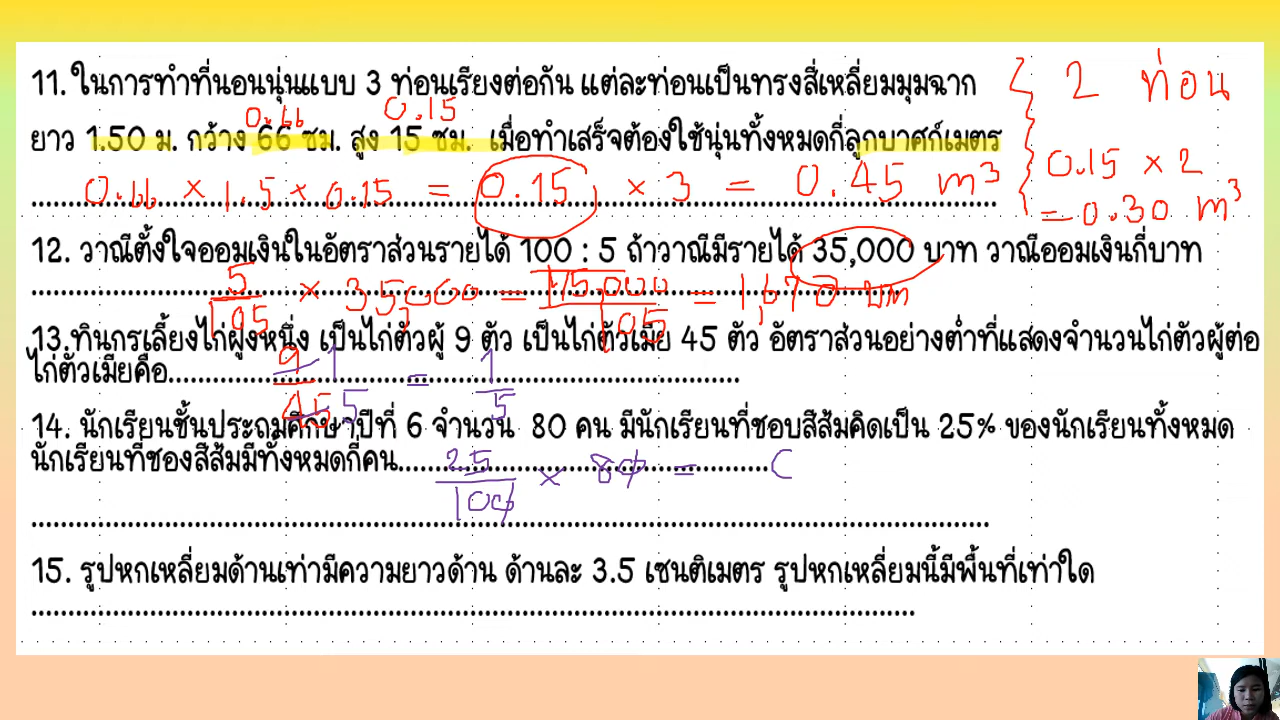 11. ในการทำที่นอนนุ่นแบบ 3 ท่อนเรียงต่อกัน แต่ละท่อนเป็นทรงสี่เหลี่ยมมุมฉาก
2 ท่อน
0.66 0.15
ยาว 1.50 ม. กว้าง 66 ซม. สูง 15 ซม. เมื่อทำเสร็จต้องใช้นุ่นทั้งหมดกี่ลูกบาศก์เมตร
0.15 × 2
0.66 × 1.5 × 0.15 = 0.15 × 3 = 0.45 m³
= 0.30 m³
12. วาณีตั้งใจออมเงินในอัตราส่วนรายได้ 100 : 5 ถ้าวาณีมีรายได้ 35,000 บาท วาณีออมเงินกี่บาท
5/105 × 35,000 = 175,000/105 = 1,670 บาท
13.ทินกรเลี้ยงไก่ฝูงหนึ่ง เป็นไก่ตัวผู้ 9 ตัว เป็นไก่ตัวเมีย 45 ตัว อัตราส่วนอย่างต่ำที่แสดงจำนวนไก่ตัวผู้ต่อ
ไก่ตัวเมียคือ..........
9/45 1/5 = 1/5
14. นักเรียนชั้นประถมศึกษาปีที่ 6 จำนวน 80 คน มีนักเรียนที่ชอบสีส้มคิดเป็น 25% ของนักเรียนทั้งหมด
นักเรียนที่ชองสีส้มมีทั้งหมดกี่คน..........
25/100 × 80 =
15. รูปหกเหลี่ยมด้านเท่ามีความยาวด้าน ด้านละ 3.5 เซนติเมตร รูปหกเหลี่ยมนี้มีพื้นที่เท่าใด